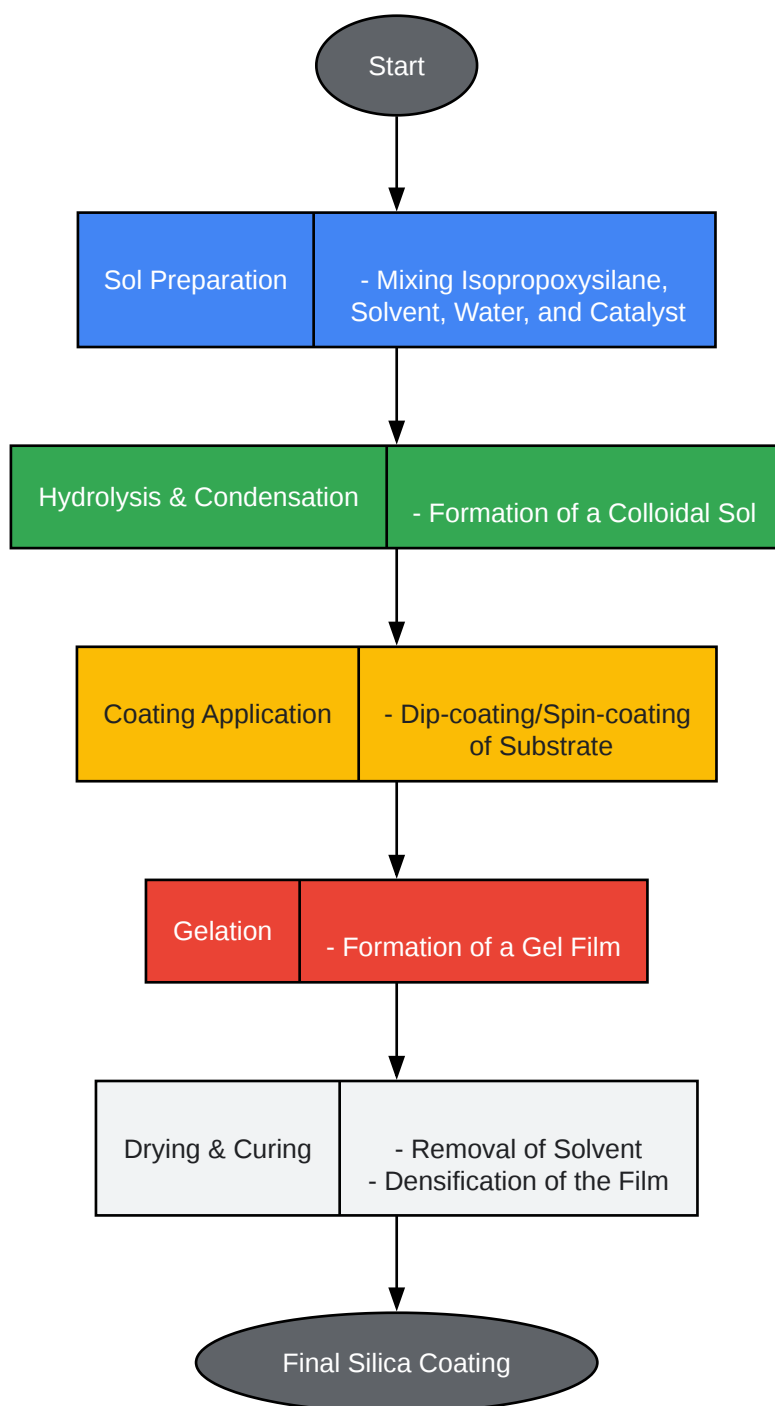 Start
Sol Preparation
- Mixing Isopropoxysilane,
Solvent, Water, and Catalyst
Hydrolysis & Condensation
- Formation of a Colloidal Sol
Coating Application
- Dip-coating/Spin-coating
of Substrate
Gelation
- Formation of a Gel Film
Drying & Curing
- Removal of Solvent
- Densification of the Film
Final Silica Coating